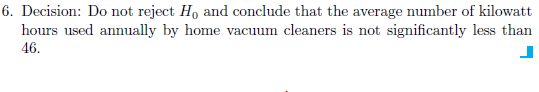 6. Decision: Do not reject H₀ and conclude that the average number of kilowatt
hours used annually by home vacuum cleaners is not significantly less than
46.